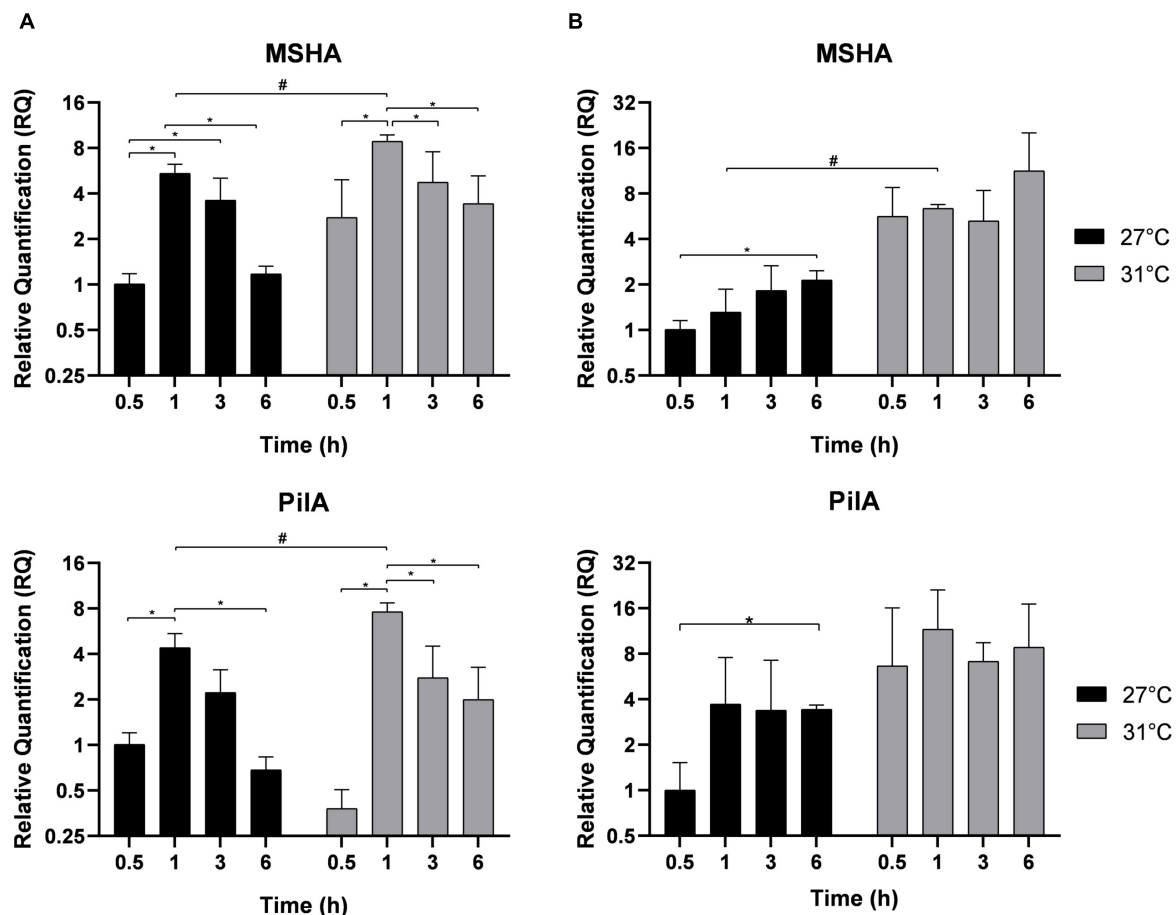 A
MSHA
Relative Quantification (RQ)
16
8
4
2
1
0.5
0.25
#
* * *
* * *
0.5 1 3 6 0.5 1 3 6
Time (h)
B
MSHA
Relative Quantification (RQ)
32
16
8
4
2
1
0.5
#
*
0.5 1 3 6 0.5 1 3 6
Time (h)
27°C
31°C
PilA
Relative Quantification (RQ)
16
8
4
2
1
0.5
0.25
#
* *
* * *
0.5 1 3 6 0.5 1 3 6
Time (h)
PilA
Relative Quantification (RQ)
32
16
8
4
2
1
0.5
*
0.5 1 3 6 0.5 1 3 6
Time (h)
27°C
31°C